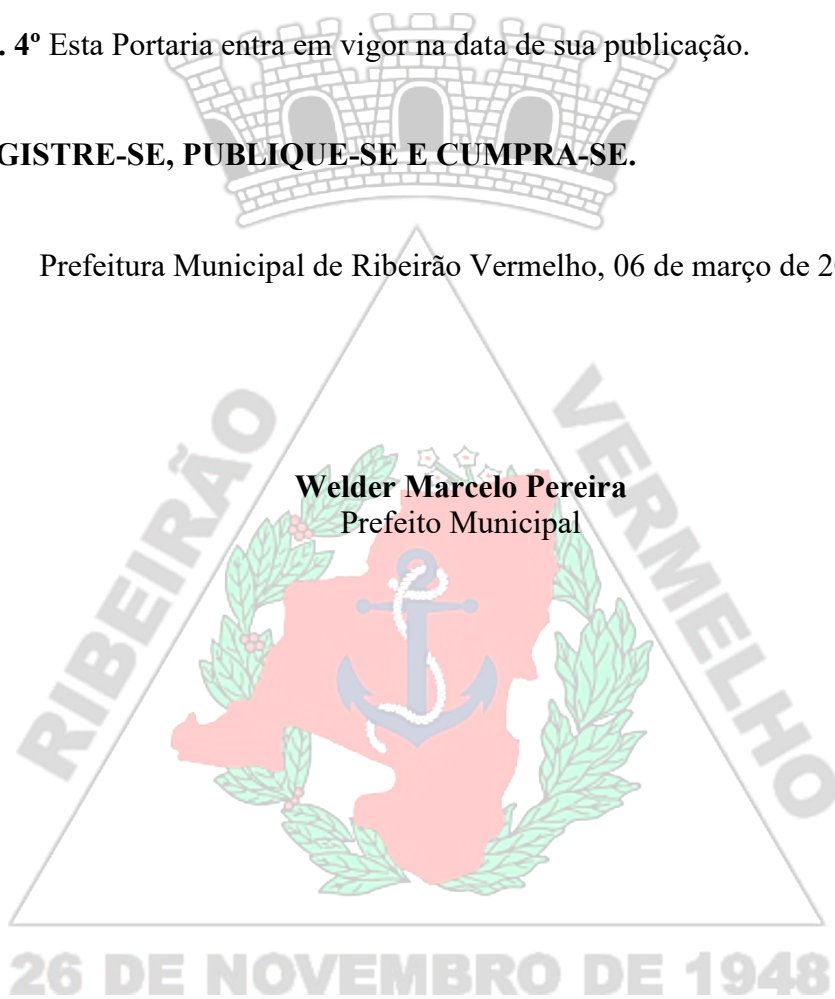 . 4º Esta Portaria entra em vigor na data de sua publicação.
GISTRE-SE, PUBLIQUE-SE E CUMPRA-SE.
Prefeitura Municipal de Ribeirão Vermelho, 06 de março de 2
Welder Marcelo Pereira
Prefeito Municipal
RIBEIRÃO
VERMELHO
26 DE NOVEMBRO DE 1948